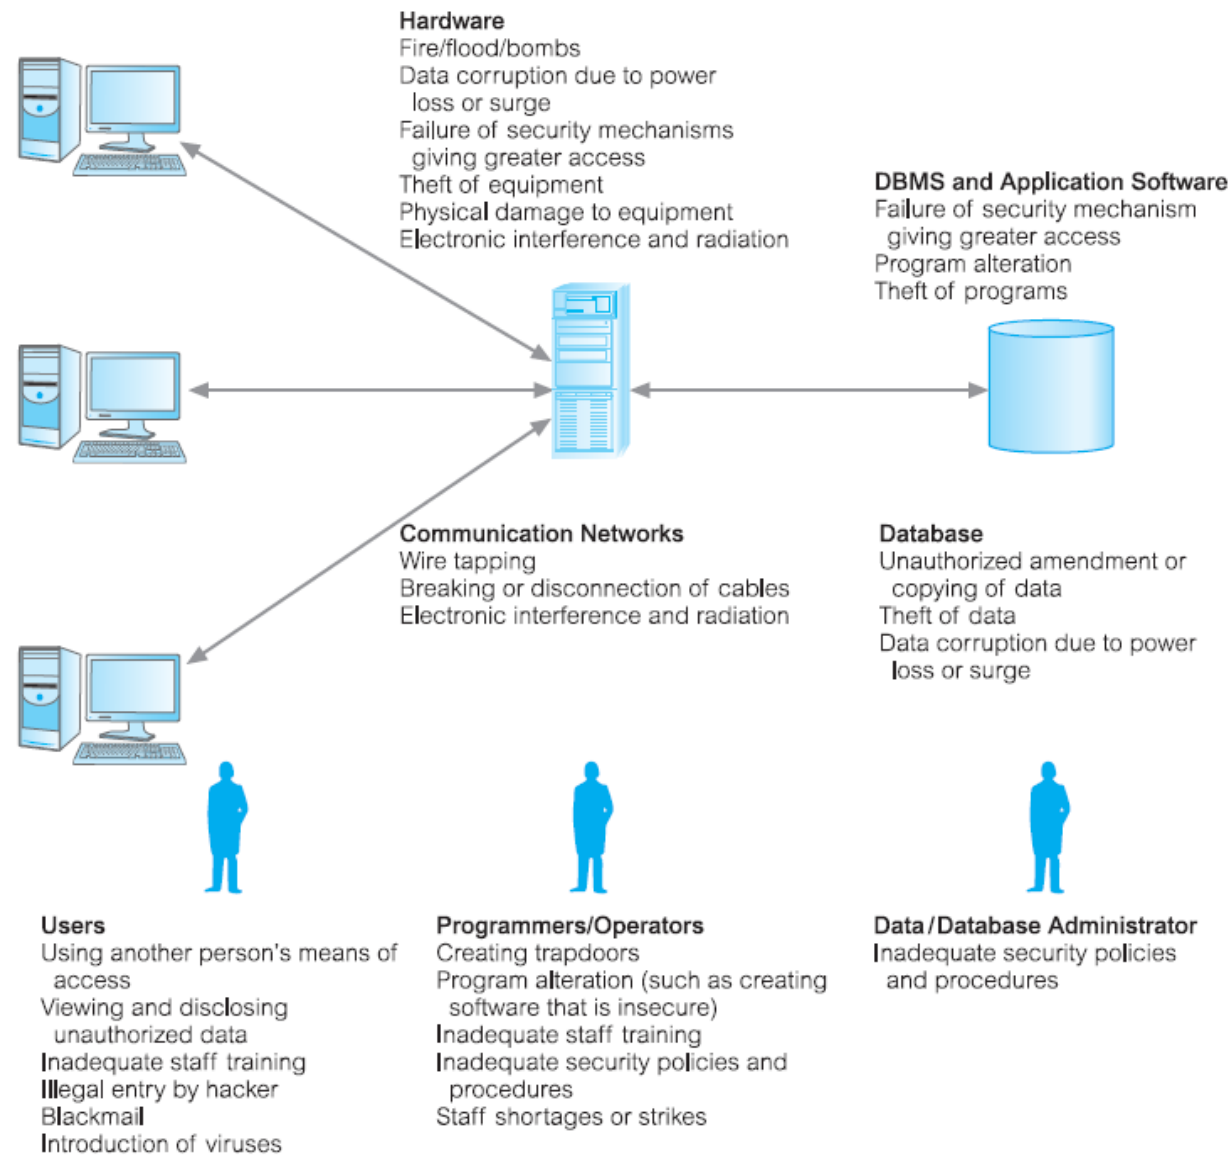 Hardware
Fire/flood/bombs
Data corruption due to power
loss or surge
Failure of security mechanisms
giving greater access
Theft of equipment
Physical damage to equipment
Electronic interference and radiation
DBMS and Application Software
Failure of security mechanism
giving greater access
Program alteration
Theft of programs
Communication Networks
Wire tapping
Breaking or disconnection of cables
Electronic interference and radiation
Database
Unauthorized amendment or
copying of data
Theft of data
Data corruption due to power
loss or surge
Users
Using another person's means of
access
Viewing and disclosing
unauthorized data
Inadequate staff training
Illegal entry by hacker
Blackmail
Introduction of viruses
Programmers/Operators
Creating trapdoors
Program alteration (such as creating
software that is insecure)
Inadequate staff training
Inadequate security policies and
procedures
Staff shortages or strikes
Data/Database Administrator
Inadequate security policies
and procedures